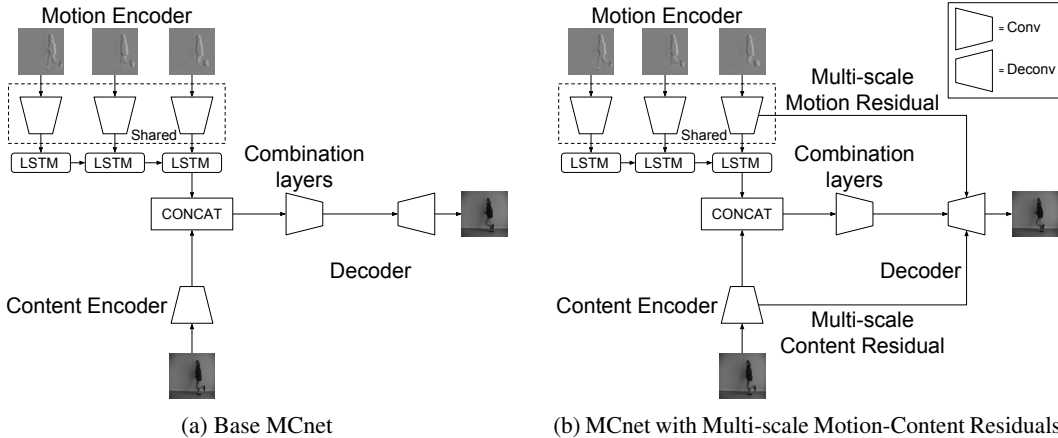 Motion Encoder
Shared
LSTM
LSTM
LSTM
Combination
layers
CONCAT
Decoder
Content Encoder
(a) Base MCnet
Motion Encoder
= Conv
= Deconv
Multi-scale
Motion Residual
Shared
LSTM
LSTM
LSTM
Combination
layers
CONCAT
Decoder
Content Encoder
Multi-scale
Content Residual
(b) MCnet with Multi-scale Motion-Content Residuals